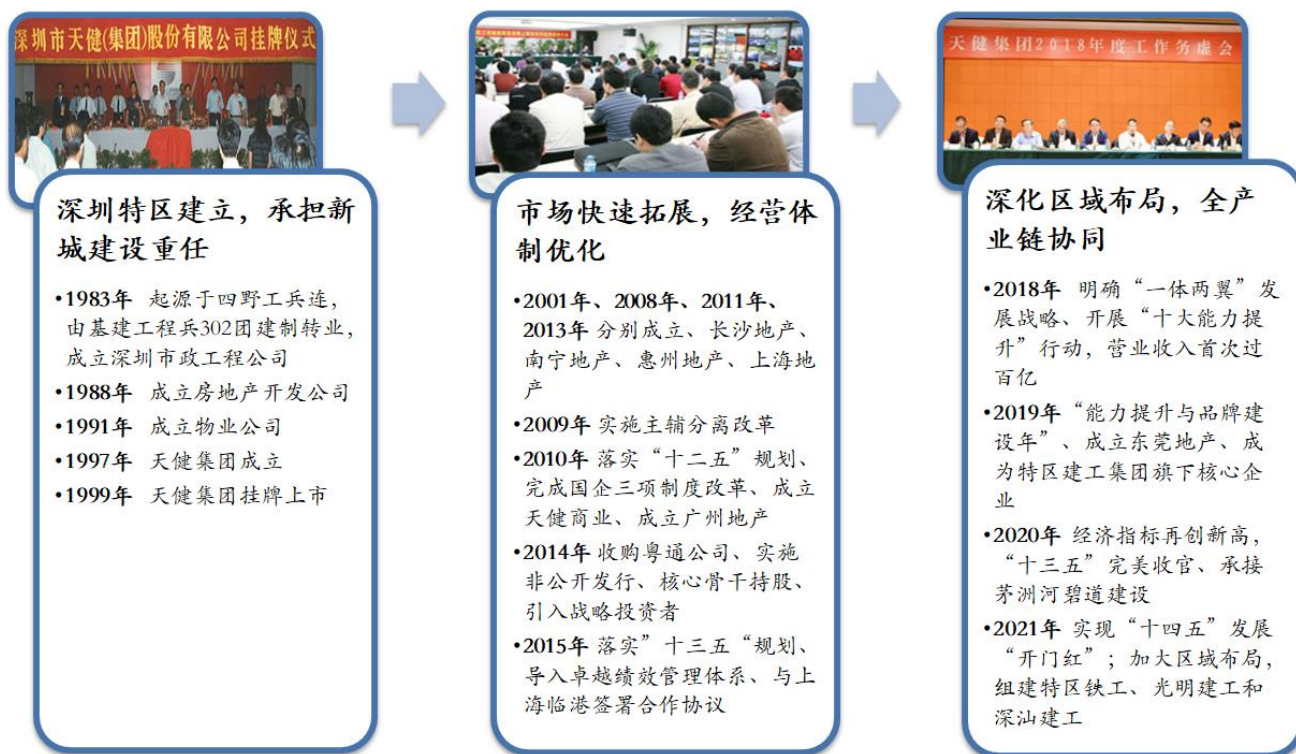 深圳市天健(集团)股份有限公司挂牌仪式
深圳特区建立，承担新
城建设重任
•1983年 起源于四野工兵连，
由基建工程兵302团建制转业，
成立深圳市政工程公司
•1988年 成立房地产开发公司
•1991年 成立物业公司
•1997年 天健集团成立
•1999年 天健集团挂牌上市
市场快速拓展，经营体
制优化
•2001年、2008年、2011年、
2013年 分别成立、长沙地产、
南宁地产、惠州地产、上海地
产
•2009年 实施主辅分离改革
•2010年 落实“十二五”规划、
完成国企三项制度改革、成立
天健商业、成立广州地产
•2014年 收购粤通公司、实施
非公开发行、核心骨干持股、
引入战略投资者
•2015年 落实”十三五“规划、
导入卓越绩效管理体系、与上
海临港签署合作协议
天健集团2018年度工作务虚会
深化区域布局，全产
业链协同
•2018年 明确“一体两翼”发
展战略、开展“十大能力提
升”行动，营业收入首次过
百亿
•2019年“能力提升与品牌建
设年”、成立东莞地产、成
为特区建工集团旗下核心企
业
•2020年 经济指标再创新高，
“十三五”完美收官、承接
茅洲河碧道建设
•2021年 实现“十四五”发展
“开门红”；加大区域布局，
组建特区铁工、光明建工和
深汕建工